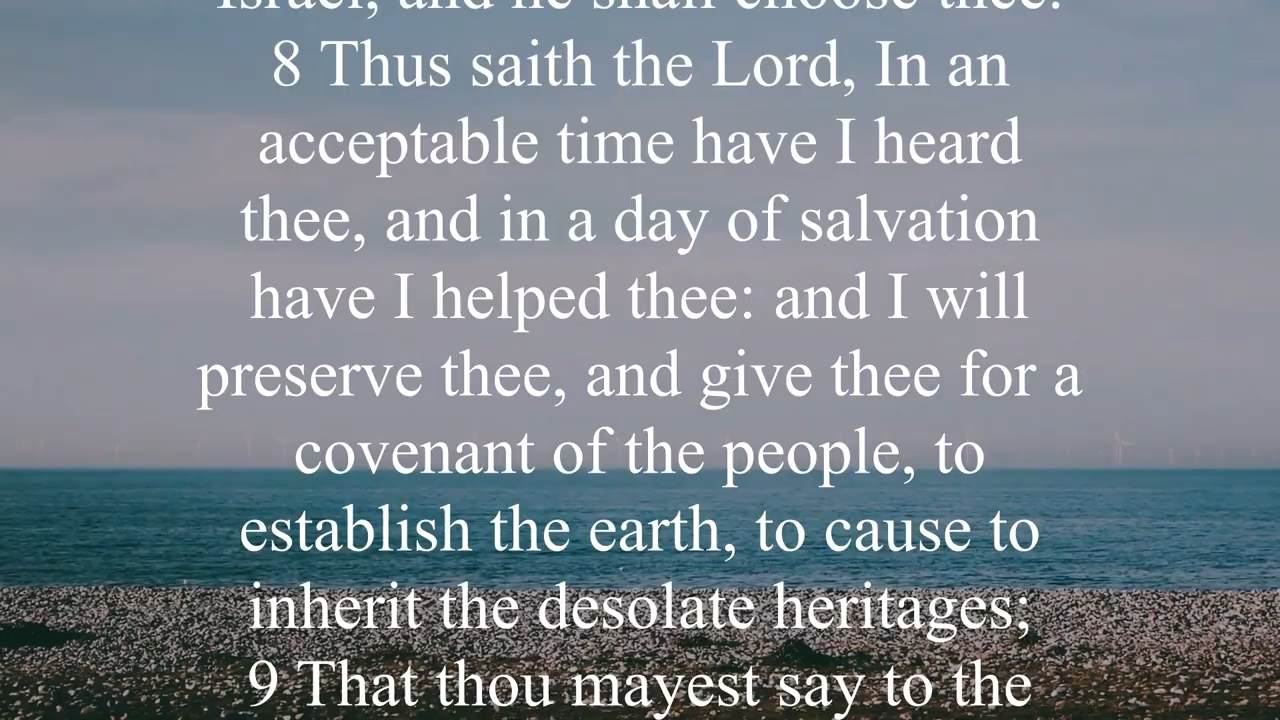 Israel, and he shall choose thee.
8 Thus saith the Lord, In an
acceptable time have I heard
thee, and in a day of salvation
have I helped thee: and I will
preserve thee, and give thee for a
covenant of the people, to
establish the earth, to cause to
inherit the desolate heritages;
9 That thou mayest say to the